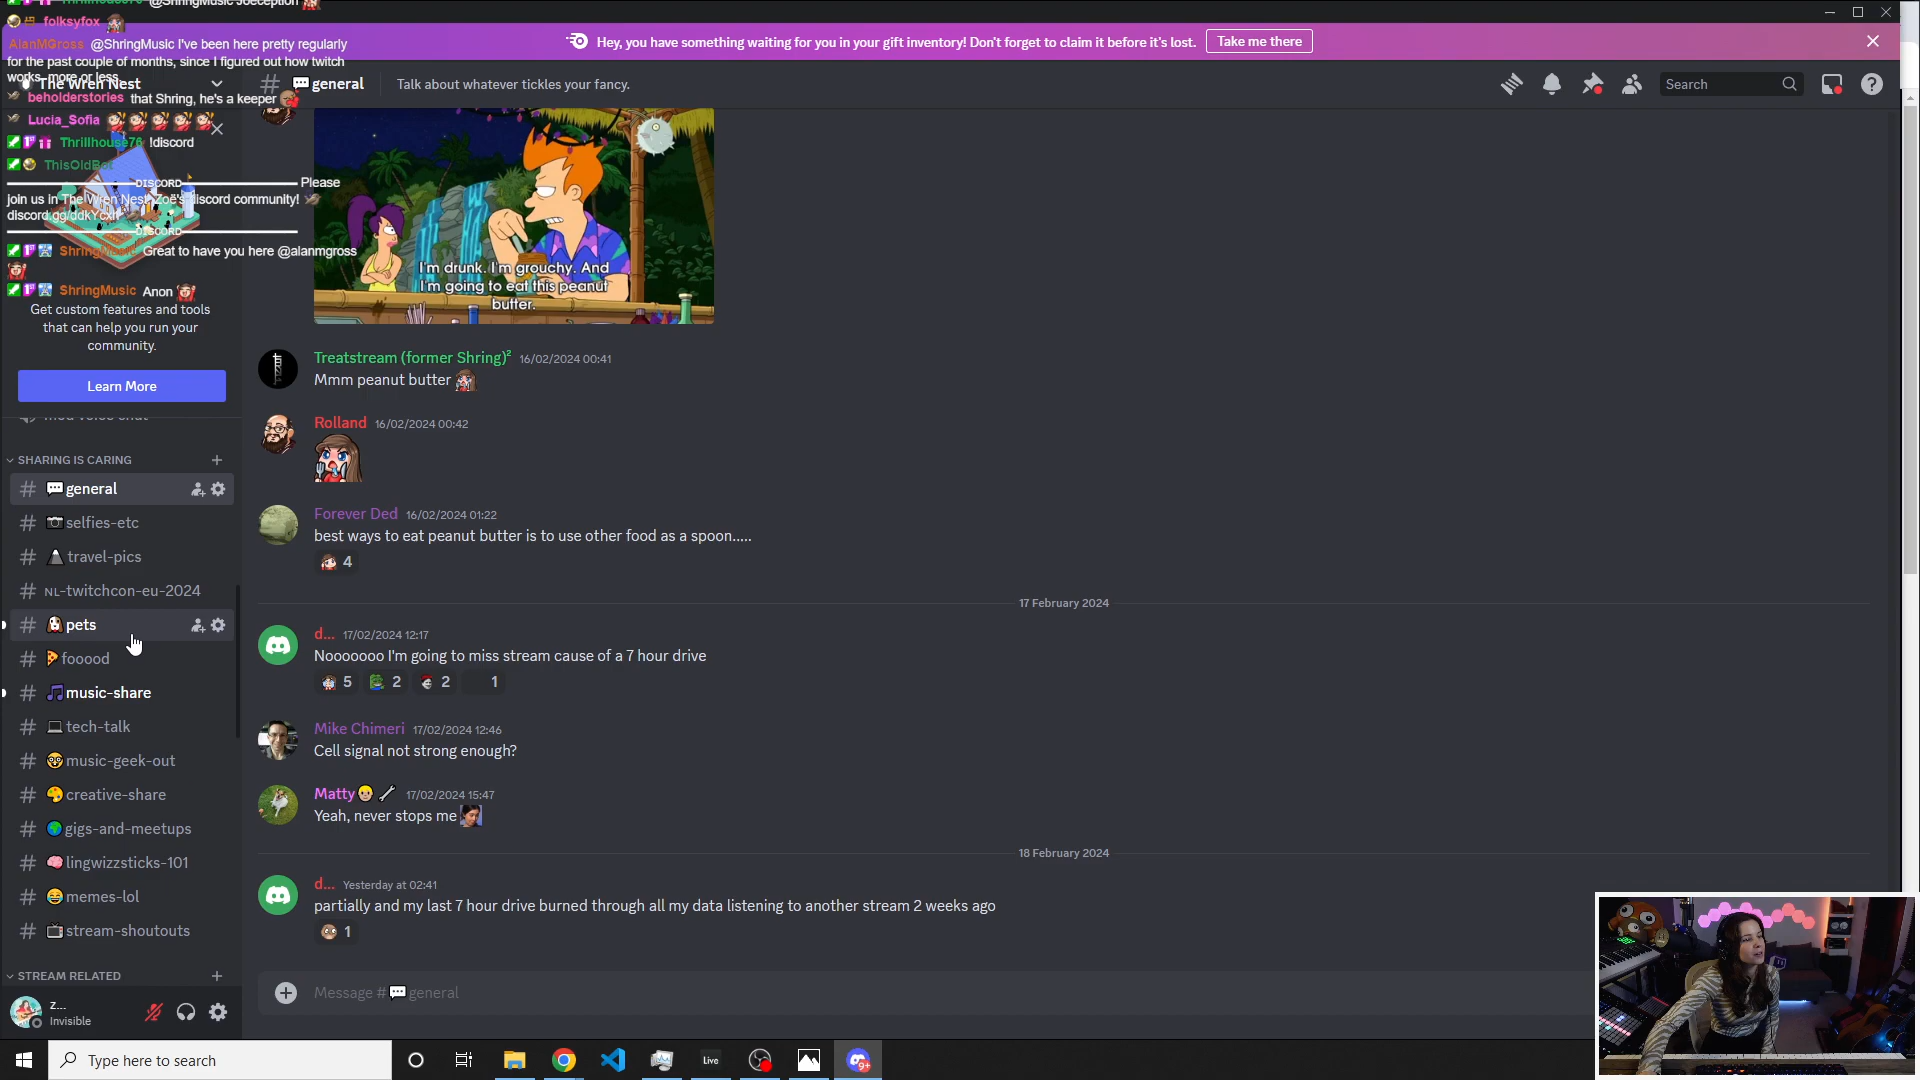 @ShringMusic Joeception
folksyfox
AlanMGross @ShringMusic I've been here pretty regularly
for the past couple of months, since I figured out how twitch
works, more or less.
beholderstories that Shring, he's a keeper
Lucia_Sofia
Thrillhouse76 !discord
ThisOldBot
DISCORD Please
join us in The Wren Nest, Zoë's discord community!
discord.gg/ddkYcxH
DISCORD
ShringMusic Great to have you here @alanmgross
ShringMusic Anon
The Wren Nest
Get custom features and tools
that can help you run your
community.
Learn More
mod voice chat
SHARING IS CARING
general
selfies-etc
travel-pics
NL-twitchcon-eu-2024
pets
fooood
music-share
tech-talk
music-geek-out
creative-share
gigs-and-meetups
lingwizzsticks-101
memes-lol
stream-shoutouts
STREAM RELATED
z...
Invisible
Hey, you have something waiting for you in your gift inventory! Don't forget to claim it before it's lost. Take me there
# general Talk about whatever tickles your fancy.
Search
I'm drunk. I'm grouchy. And
I'm going to eat this peanut
butter.
Treatstream (former Shring)² 16/02/2024 00:41
Mmm peanut butter
Rolland 16/02/2024 00:42
Forever Ded 16/02/2024 01:22
best ways to eat peanut butter is to use other food as a spoon.....
4
17 February 2024
d... 17/02/2024 12:17
Nooooooo I'm going to miss stream cause of a 7 hour drive
5 2 2 1
Mike Chimeri 17/02/2024 12:46
Cell signal not strong enough?
Matty 17/02/2024 15:47
Yeah, never stops me
18 February 2024
d... Yesterday at 02:41
partially and my last 7 hour drive burned through all my data listening to another stream 2 weeks ago
1
Message # general
Type here to search
Live
9+